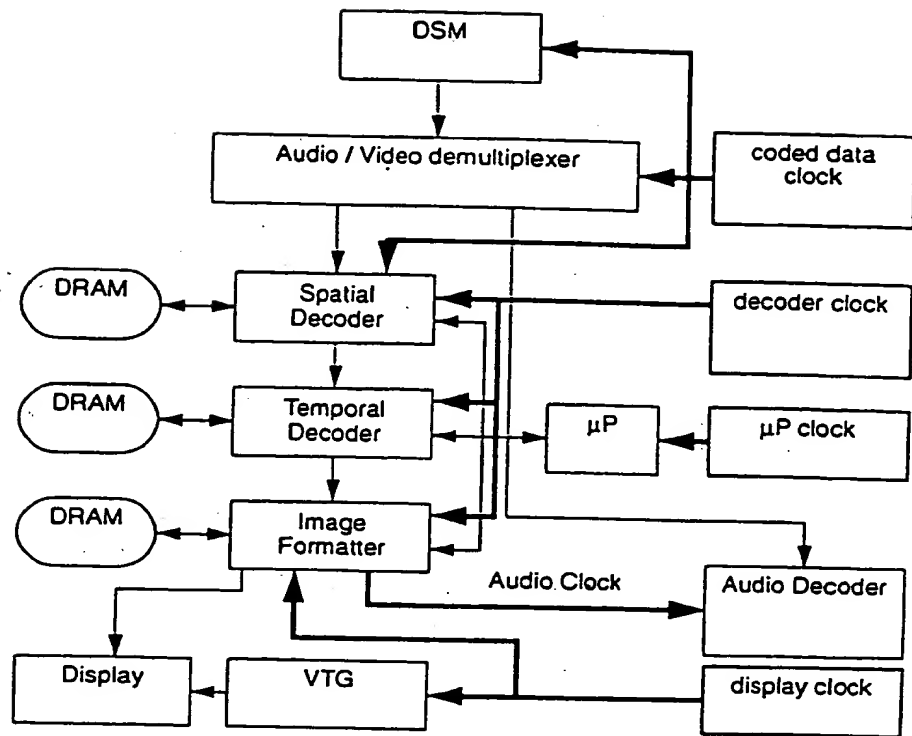 DSM
Audio / Video demultiplexer
coded data
clock
DRAM
Spatial
Decoder
decoder clock
DRAM
Temporal
Decoder
µP
µP clock
DRAM
Image
Formatter
Audio Clock
Audio Decoder
Display
VTG
display clock